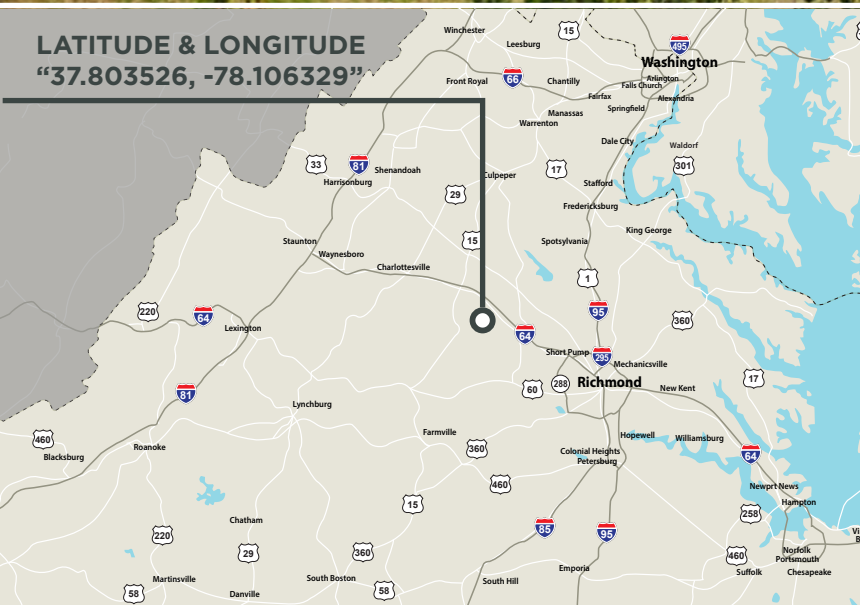 LATITUDE & LONGITUDE
“37.803526, -78.106329”
Winchester
15
Leesburg
495
Washington
Front Royal
66
Chantilly
Arlington
Falls Church
Fairfax
Alexandria
Springfield
Manassas
Warrenton
Dale City
Waldorf
33
81
Shenandoah
Harrisonburg
Culpeper
17
301
Stafford
29
Fredericksburg
King George
Staunton
15
Spotsylvania
Waynesboro
Charlottesville
1
220
64
95
360
Lexington
64
Short Pump
295
Mechanicsville
17
81
60
288
Richmond
New Kent
Lynchburg
460
Blacksburg
Roanoke
Farmville
360
Hopewell
Williamsburg
Colonial Heights
Petersburg
64
460
Newprt News
Hampton
15
258
Chatham
85
95
220
29
360
460
Norfolk
Portsmouth
Martinsville
South Boston
58
South Hill
Emporia
Suffolk
Chesapeake
58
Danville